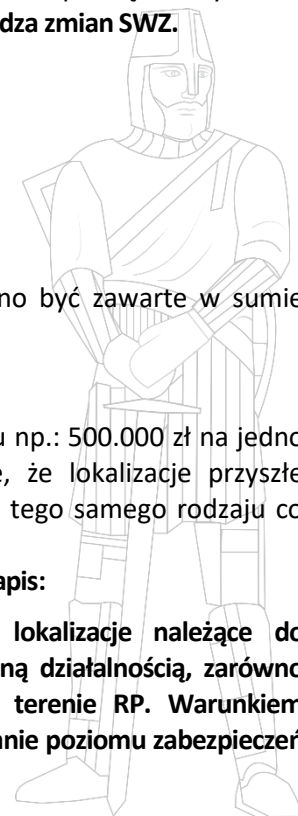 dza zmian SWZ.
no być zawarte w sumie
u np.: 500.000 zł na jedno
e, że lokalizacje przyszłe
tego samego rodzaju co
apis:
lokalizacje należące do
ną działalnością, zarówno
terenie RP. Warunkiem
anie poziomu zabezpieczeń